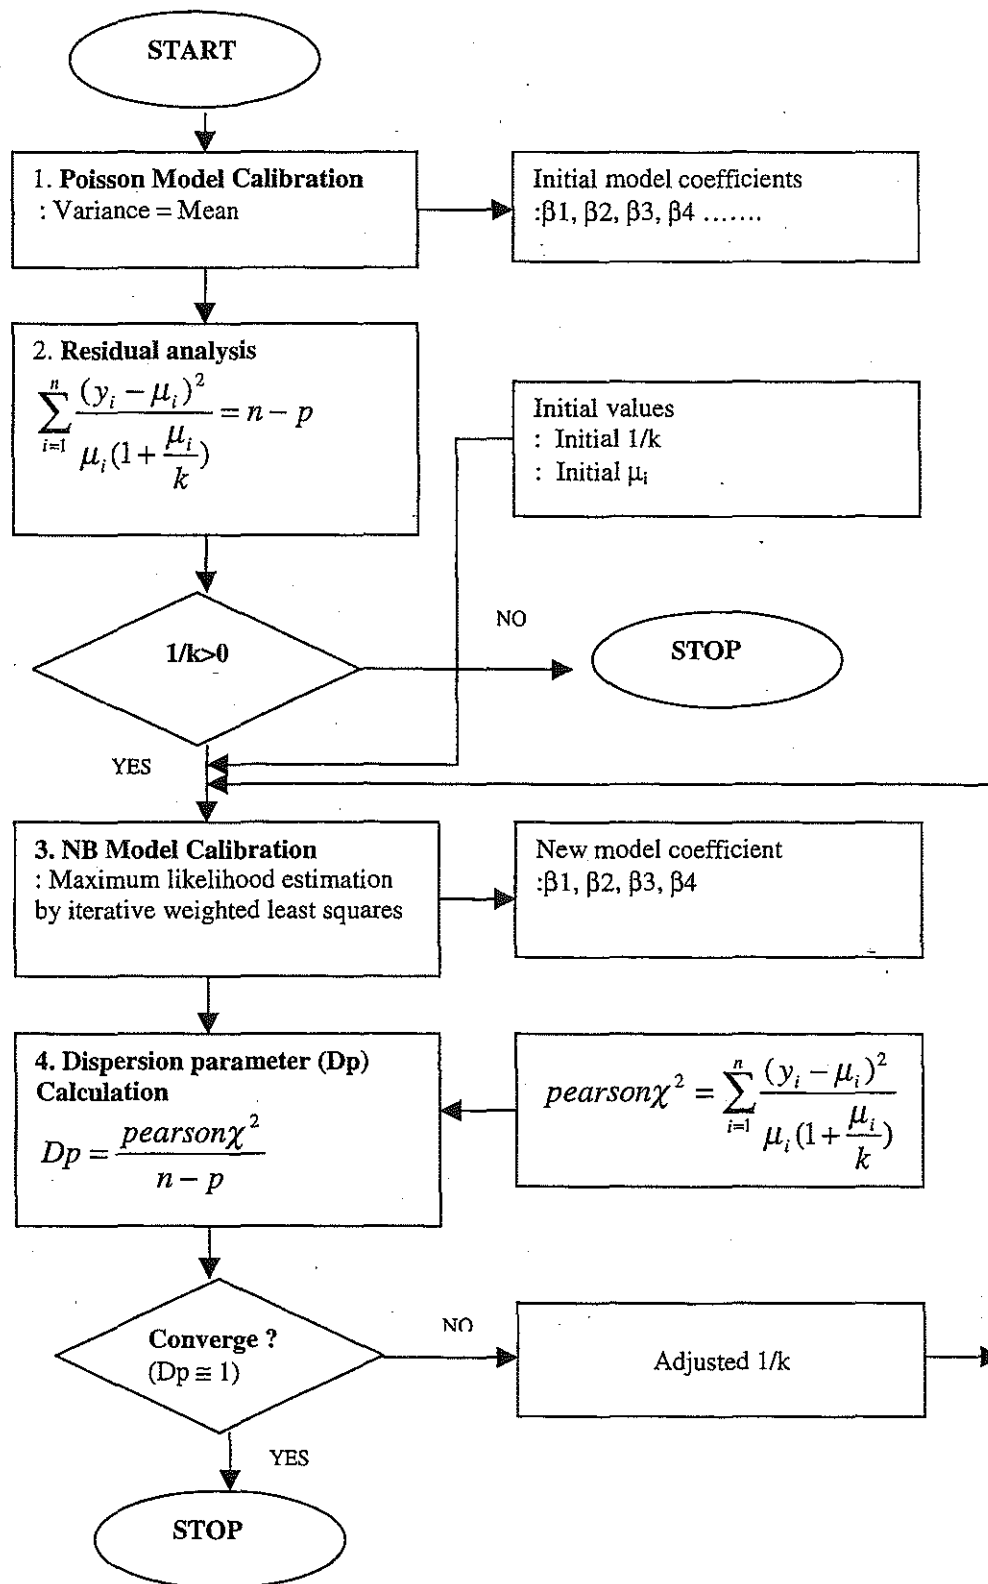 START
1. Poisson Model Calibration
: Variance = Mean
Initial model coefficients
:β1, β2, β3, β4 .......
2. Residual analysis
\sum_{i=1}^{n} \frac{(y_i - \mu_i)^2}{\mu_i(1 + \frac{\mu_i}{k})} = n - p
Initial values
: Initial 1/k
: Initial μi
1/k>0
NO
STOP
YES
3. NB Model Calibration
: Maximum likelihood estimation
by iterative weighted least squares
New model coefficient
:β1, β2, β3, β4
4. Dispersion parameter (Dp)
Calculation
Dp = \frac{pearson\chi^2}{n - p}
pearson\chi^2 = \sum_{i=1}^{n} \frac{(y_i - \mu_i)^2}{\mu_i(1 + \frac{\mu_i}{k})}
Converge ?
(Dp ≅ 1)
NO
Adjusted 1/k
YES
STOP